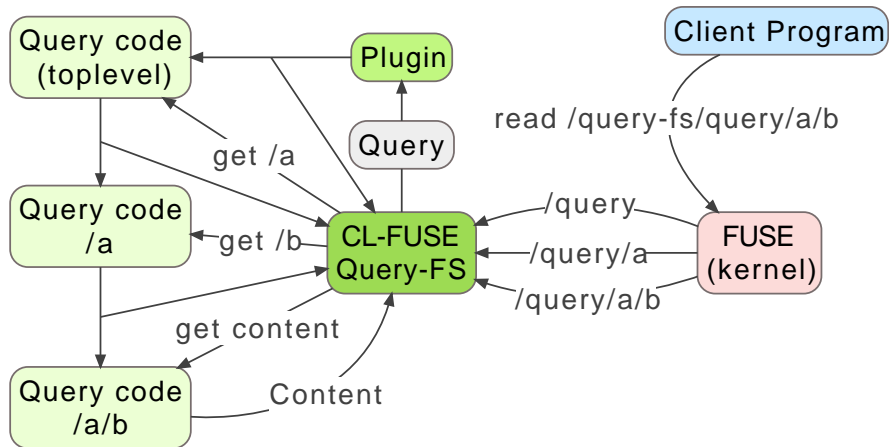 Query code
(toplevel)
Plugin
Client Program
read /query-fs/query/a/b
Query
get /a
Query code
/a
get /b
CL-FUSE
Query-FS
/query
/query/a
/query/a/b
FUSE
(kernel)
get content
Query code
/a/b
Content